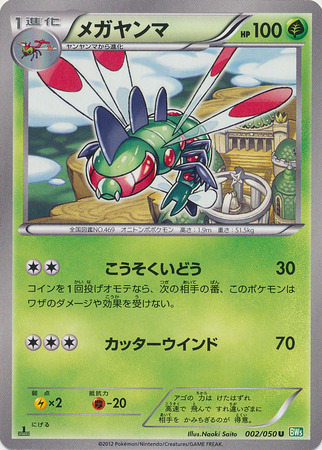 1進化
メガヤンマ
HP100
ヤンヤンマから進化
全国図鑑NO.469 オニトンボポケモン 高さ:1.9m 重さ:51.5kg
こうそくいどう 30
コインを1回投げオモテなら、次の相手の番、このポケモンは
ワザのダメージや効果を受けない。
カッターウインド 70
弱点
×2
抵抗力
-20
にげる
アゴの 力は けたはずれ
高速で 飛んで すれ違いざまに
相手を かみちぎるのが 得意。
1
Illus.Naoki Saito
002/050 U
BW5
©2012 Pokémon/Nintendo/Creatures/GAME FREAK.